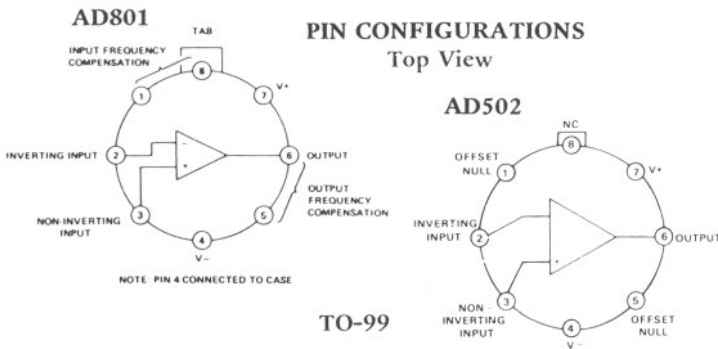 AD801
PIN CONFIGURATIONS
Top View
TAB
INPUT FREQUENCY
COMPENSATION
8
1
7
V+
INVERTING INPUT
2
-
+
6
OUTPUT
3
5
NON-INVERTING
INPUT
OUTPUT
FREQUENCY
COMPENSATION
4
V-
NOTE: PIN 4 CONNECTED TO CASE
AD502
NC
8
OFFSET
NULL
1
7
V+
INVERTING
INPUT
2
-
+
6
OUTPUT
3
5
NON-
INVERTING
INPUT
OFFSET
NULL
4
V-
TO-99